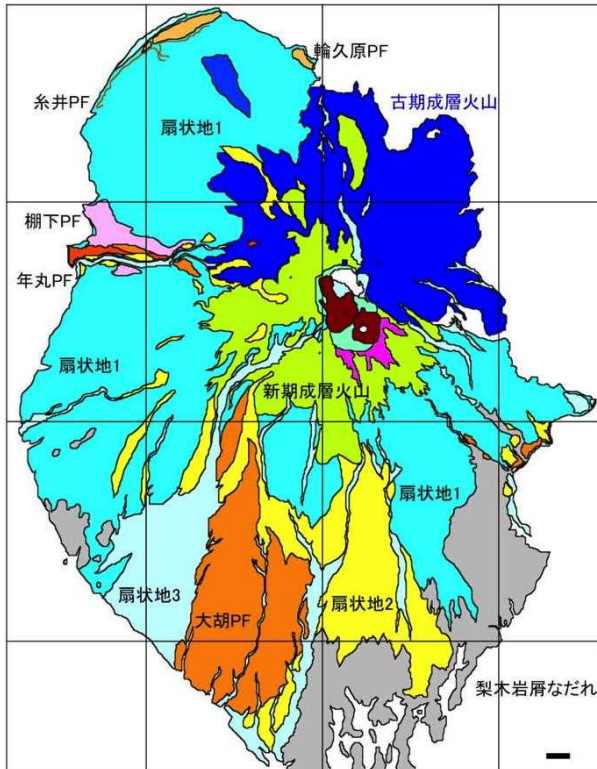 輪久原PF
糸井PF
古期成層火山
扇状地1
棚下PF
年丸PF
扇状地1
新期成層火山
扇状地1
扇状地3
扇状地2
大胡PF
梨木岩屑なだれ